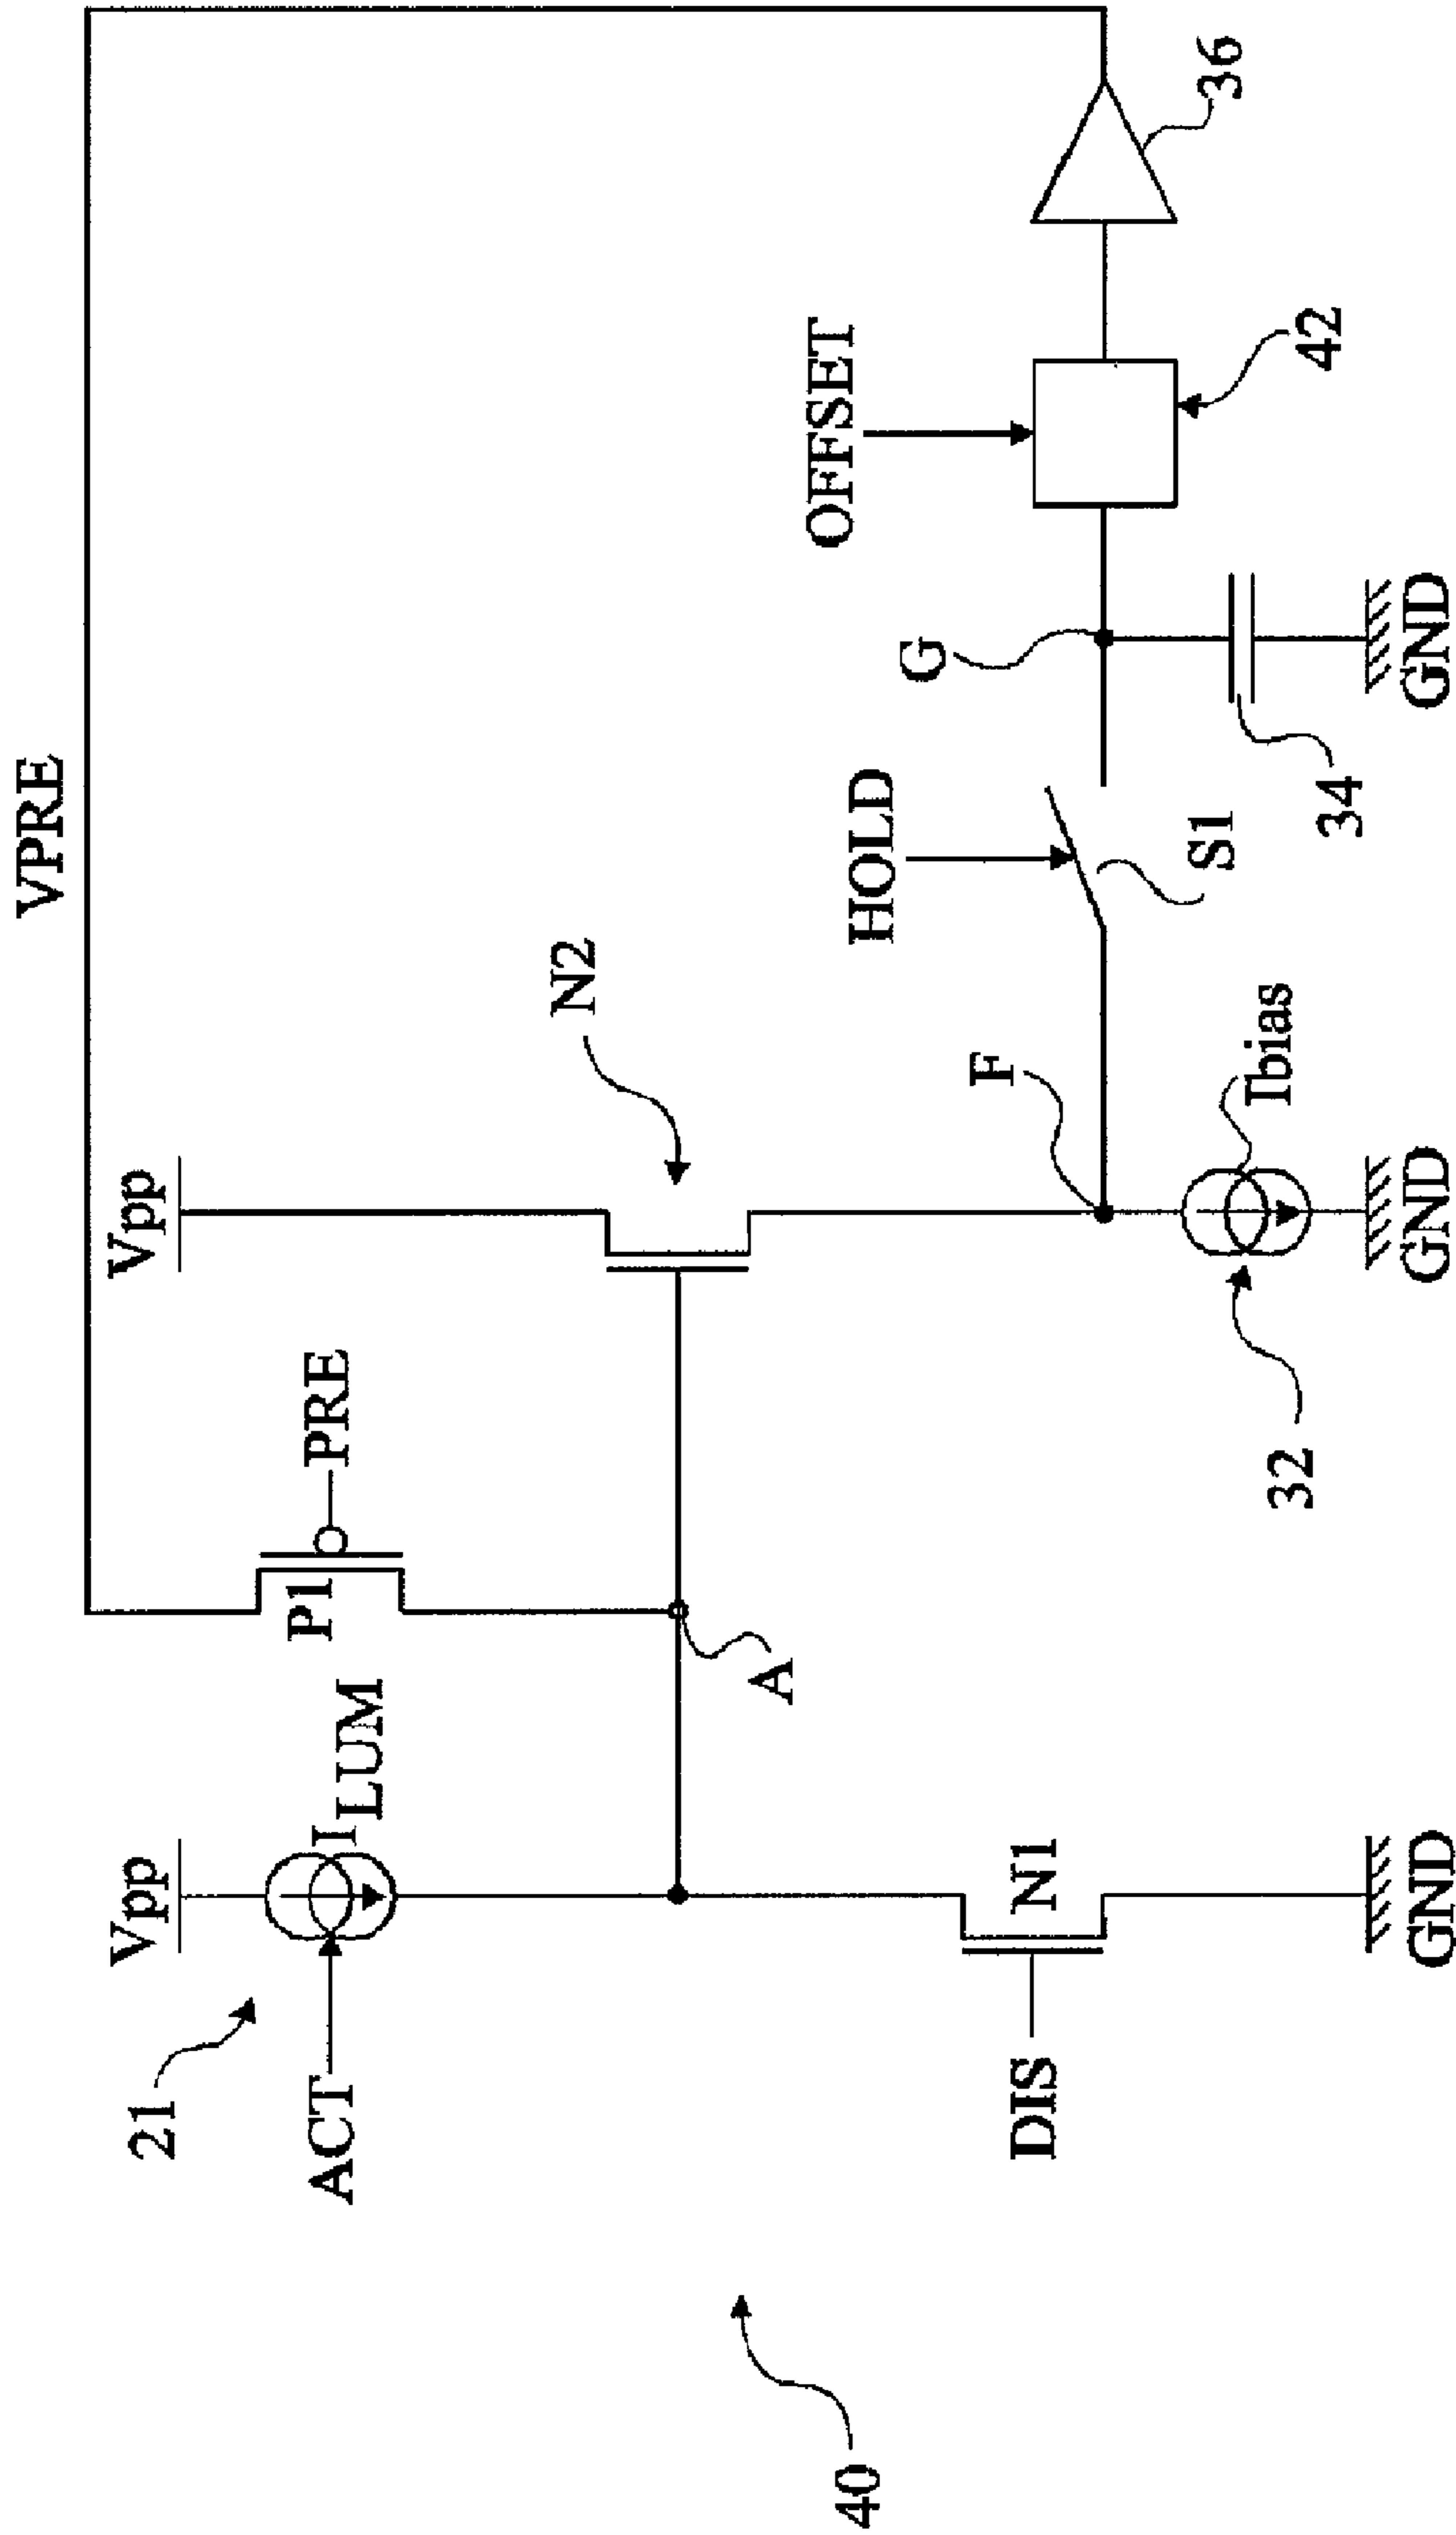 VPRE
Vpp
Vpp
21
ACT
ILUM
P1
PRE
N2
A
HOLD
OFFSET
G
F
S1
36
42
40
DIS
N1
32
Ibias
34
GND
GND
GND